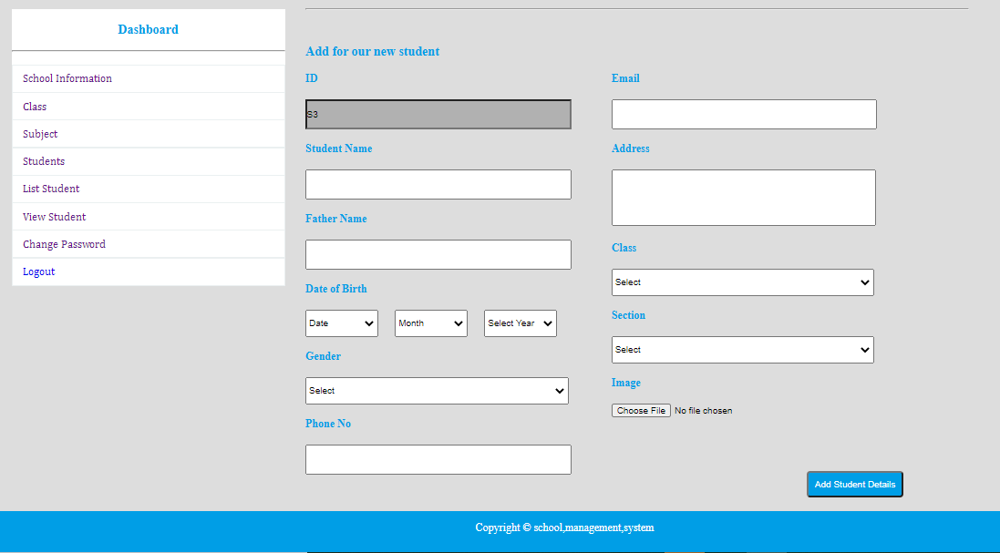 Dashboard
School Information
Class
Subject
Students
List Student
View Student
Change Password
Logout
Add for our new student
ID
S3
Student Name
Father Name
Date of Birth
Date Month Select Year
Gender
Select
Phone No
Email
Address
Class
Select
Section
Select
Image
Choose File No file chosen
Add Student Details
Copyright © school,management,system